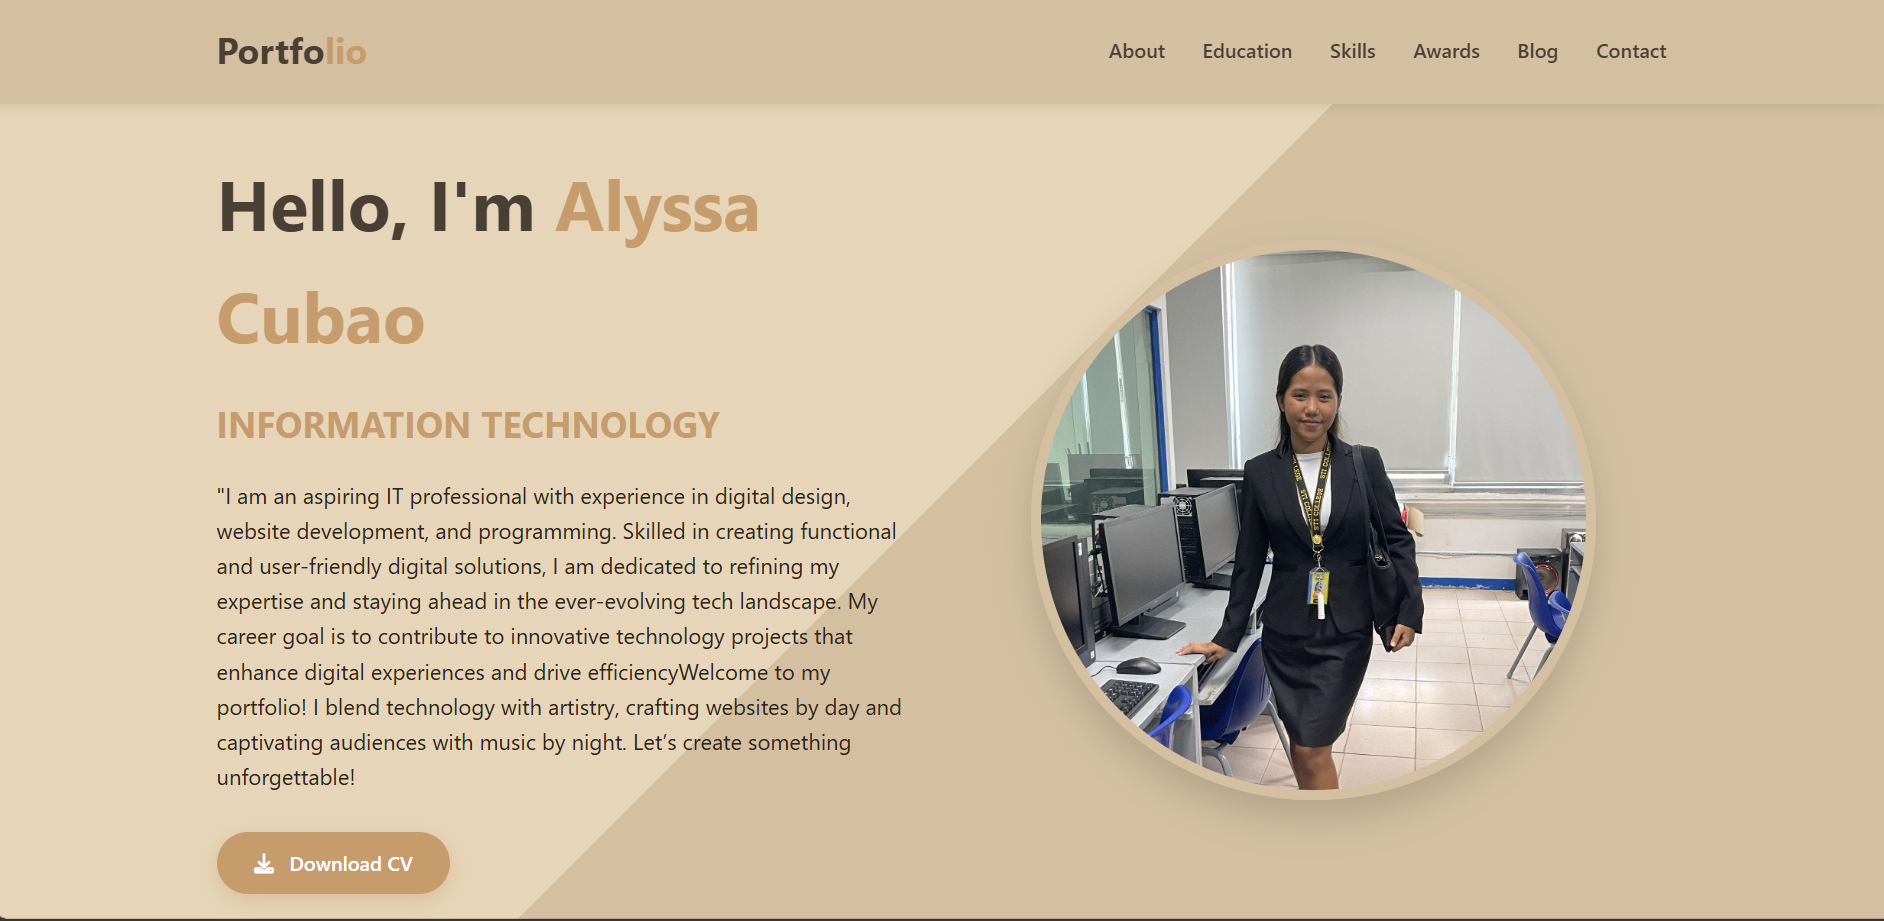 Portfolio
About Education Skills Awards Blog Contact
Hello, I'm Alyssa
Cubao
INFORMATION TECHNOLOGY
"I am an aspiring IT professional with experience in digital design,
website development, and programming. Skilled in creating functional
and user-friendly digital solutions, I am dedicated to refining my
expertise and staying ahead in the ever-evolving tech landscape. My
career goal is to contribute to innovative technology projects that
enhance digital experiences and drive efficiencyWelcome to my
portfolio! I blend technology with artistry, crafting websites by day and
captivating audiences with music by night. Let’s create something
unforgettable!
Download CV
STI COLLEGE